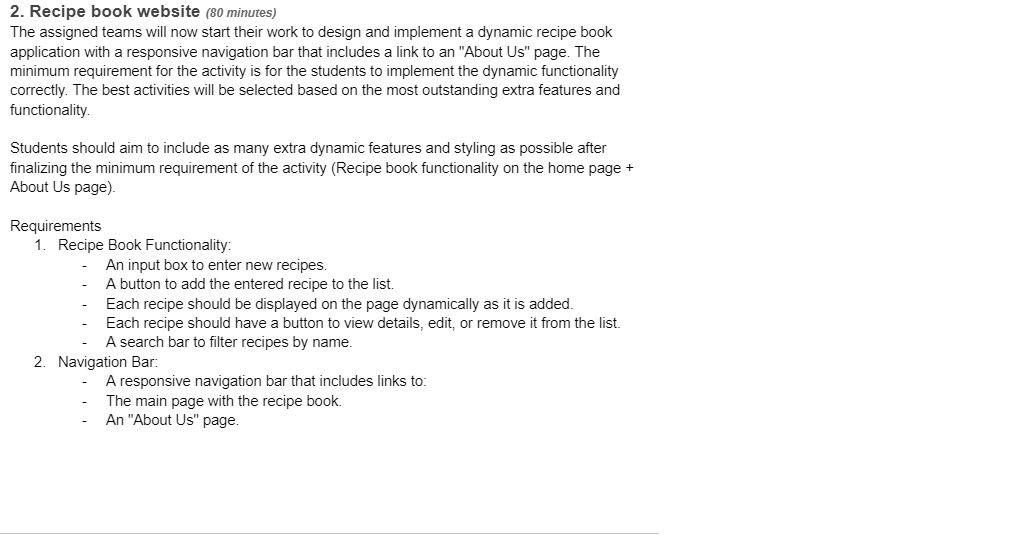 2. Recipe book website (80 minutes)
The assigned teams will now start their work to design and implement a dynamic recipe book
application with a responsive navigation bar that includes a link to an "About Us" page. The
minimum requirement for the activity is for the students to implement the dynamic functionality
correctly. The best activities will be selected based on the most outstanding extra features and
functionality.
Students should aim to include as many extra dynamic features and styling as possible after
finalizing the minimum requirement of the activity (Recipe book functionality on the home page +
About Us page).
Requirements
1. Recipe Book Functionality:
- An input box to enter new recipes.
- A button to add the entered recipe to the list.
- Each recipe should be displayed on the page dynamically as it is added.
- Each recipe should have a button to view details, edit, or remove it from the list.
- A search bar to filter recipes by name.
2. Navigation Bar:
- A responsive navigation bar that includes links to:
- The main page with the recipe book.
- An "About Us" page.